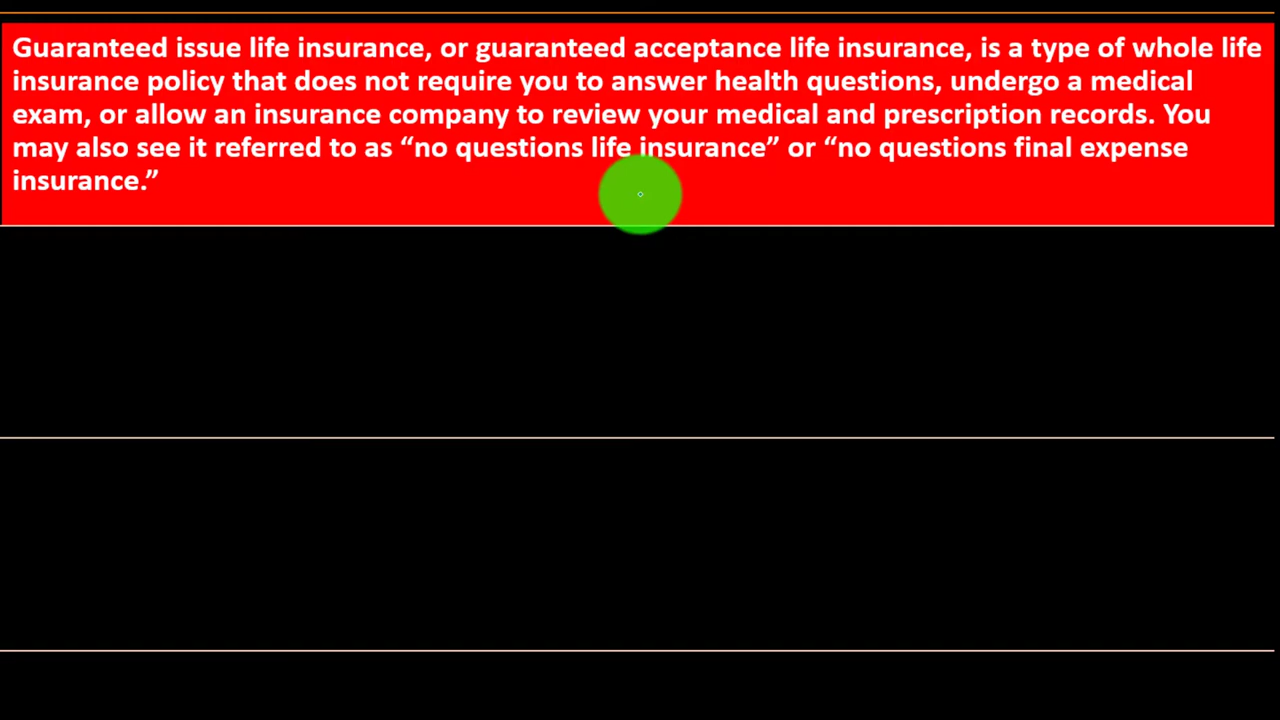 Guaranteed issue life insurance, or guaranteed acceptance life insurance, is a type of whole life
insurance policy that does not require you to answer health questions, undergo a medical
exam, or allow an insurance company to review your medical and prescription records. You
may also see it referred to as “no questions life insurance” or “no questions final expense
insurance.”